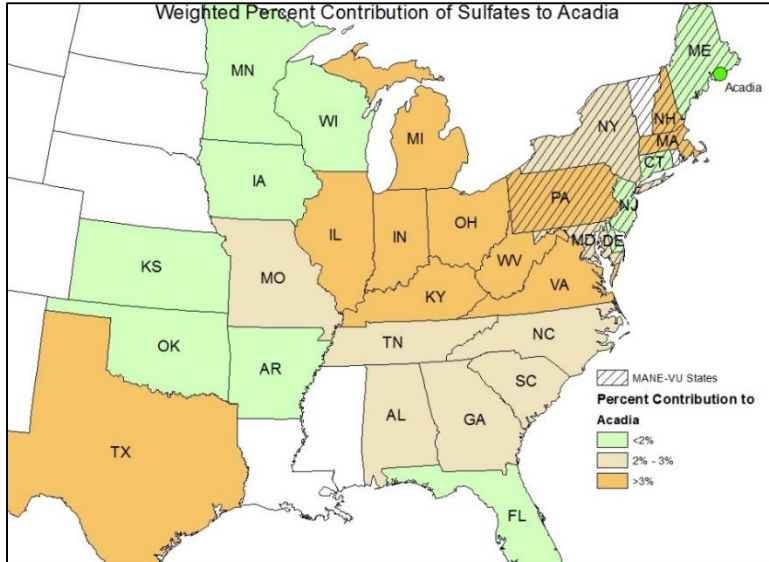 Weighted Percent Contribution of Sulfates to Acadia
MN
ME
Acadia
WI
NY
NH
MI
MA
CT
IA
PA
NJ
IL
IN
OH
MD
DE
WV
KS
MO
KY
VA
TN
NC
OK
AR
SC
MANE-VU States
Percent Contribution to
Acadia
AL
GA
<2%
2% - 3%
TX
>3%
FL